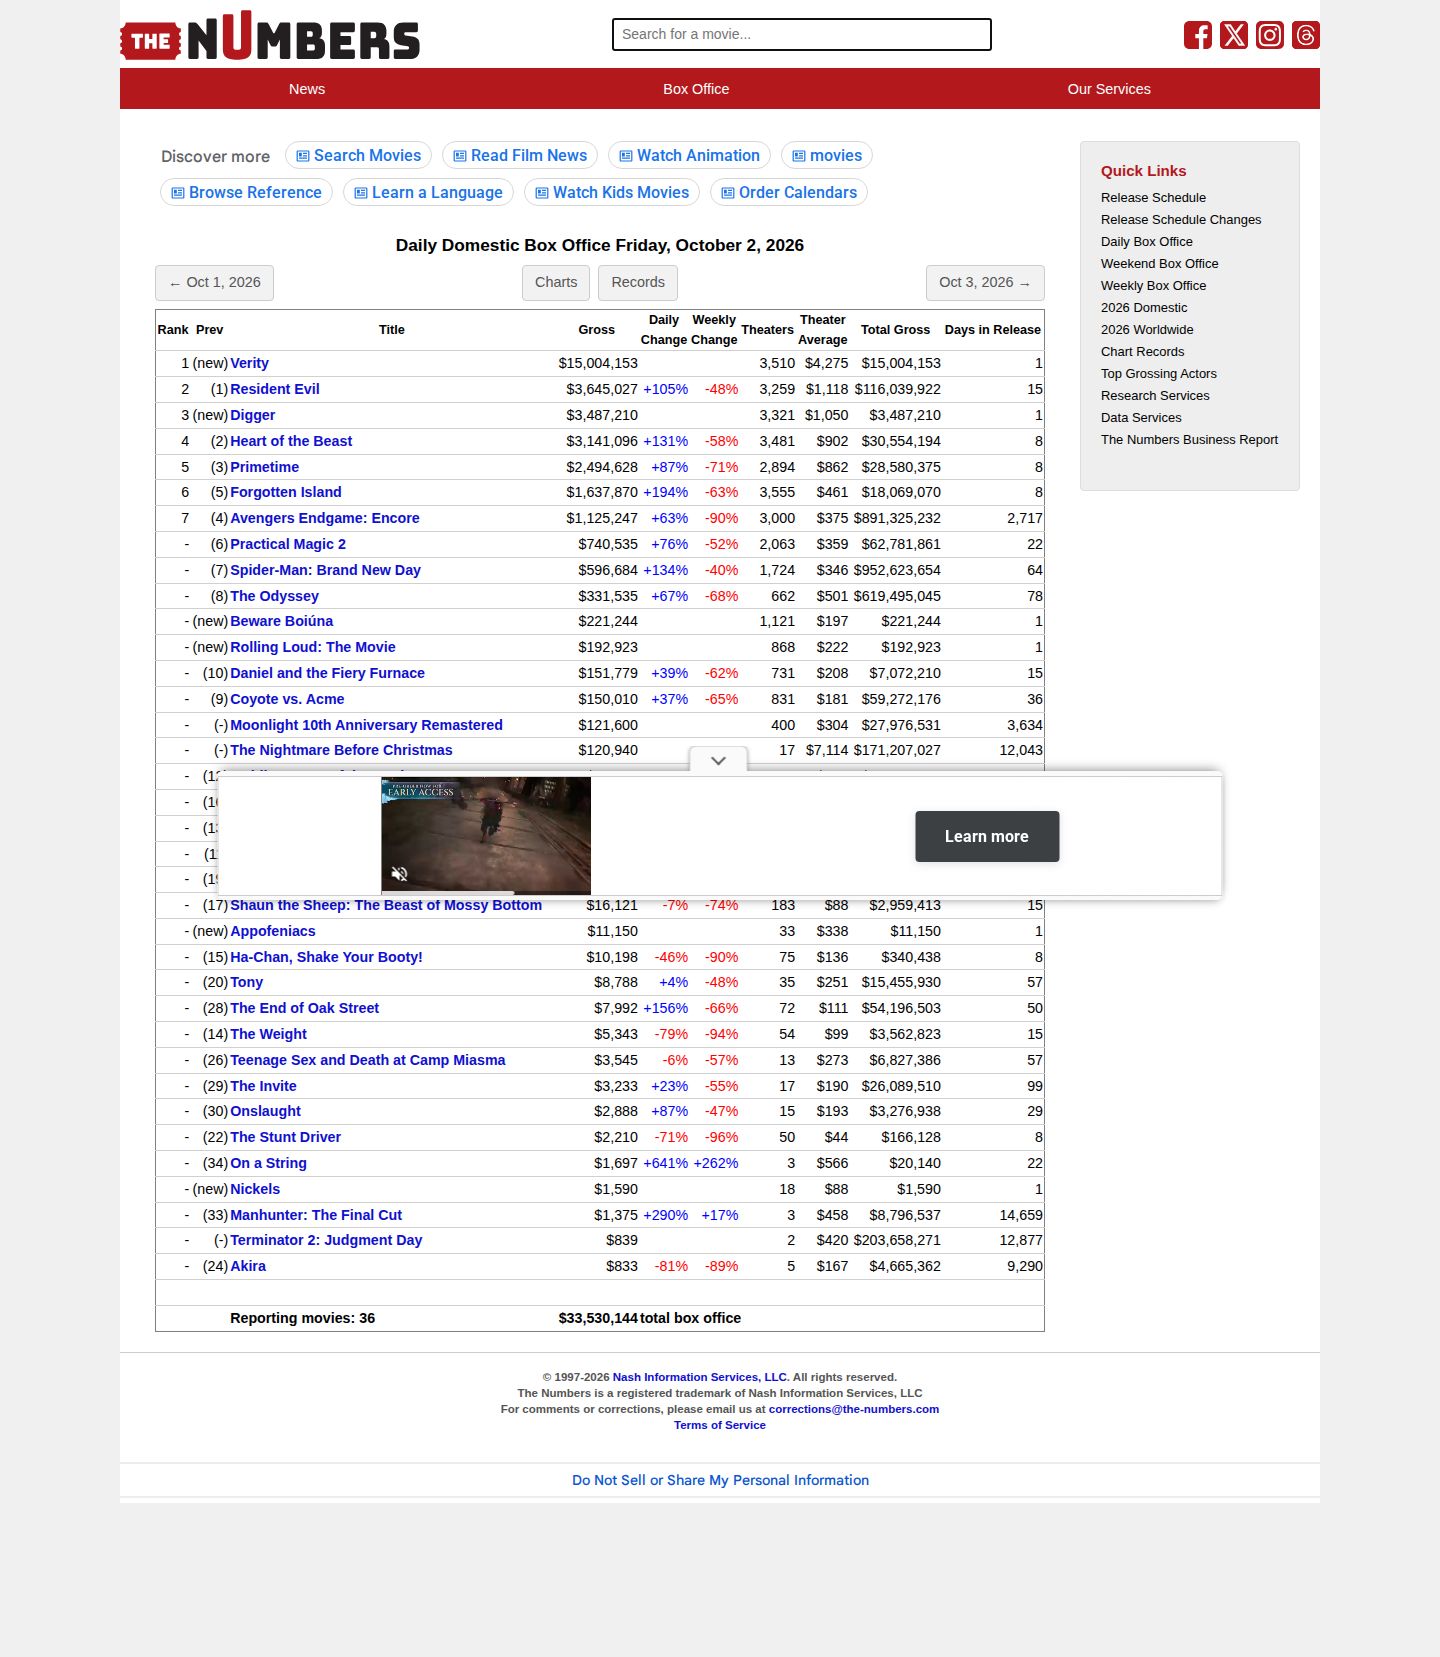 THE NUMBERS
Search for a movie...
News Box Office Our Services
Discover more Search Movies Read Film News Watch Animation movies
Browse Reference Learn a Language Watch Kids Movies Order Calendars
Quick Links
Release Schedule
Release Schedule Changes
Daily Box Office
Weekend Box Office
Weekly Box Office
2026 Domestic
2026 Worldwide
Chart Records
Top Grossing Actors
Research Services
Data Services
The Numbers Business Report
Daily Domestic Box Office Friday, October 2, 2026
← Oct 1, 2026 Charts Records Oct 3, 2026 →
Rank Prev Title Gross Daily Change Weekly Change Theaters Theater Average Total Gross Days in Release
1 (new) Verity $15,004,153 3,510 $4,275 $15,004,153 1
2 (1) Resident Evil $3,645,027 +105% -48% 3,259 $1,118 $116,039,922 15
3 (new) Digger $3,487,210 3,321 $1,050 $3,487,210 1
4 (2) Heart of the Beast $3,141,096 +131% -58% 3,481 $902 $30,554,194 8
5 (3) Primetime $2,494,628 +87% -71% 2,894 $862 $28,580,375 8
6 (5) Forgotten Island $1,637,870 +194% -63% 3,555 $461 $18,069,070 8
7 (4) Avengers Endgame: Encore $1,125,247 +63% -90% 3,000 $375 $891,325,232 2,717
- (6) Practical Magic 2 $740,535 +76% -52% 2,063 $359 $62,781,861 22
- (7) Spider-Man: Brand New Day $596,684 +134% -40% 1,724 $346 $952,623,654 64
- (8) The Odyssey $331,535 +67% -68% 662 $501 $619,495,045 78
- (new) Beware Boiúna $221,244 1,121 $197 $221,244 1
- (new) Rolling Loud: The Movie $192,923 868 $222 $192,923 1
- (10) Daniel and the Fiery Furnace $151,779 +39% -62% 731 $208 $7,072,210 15
- (9) Coyote vs. Acme $150,010 +37% -65% 831 $181 $59,272,176 36
- (-) Moonlight 10th Anniversary Remastered $121,600 400 $304 $27,976,531 3,634
- (-) The Nightmare Before Christmas $120,940 17 $7,114 $171,207,027 12,043
-
-
-
-
-
EARLY ACCESS
Learn more
- (17) Shaun the Sheep: The Beast of Mossy Bottom $16,121 -7% -74% 183 $88 $2,959,413 15
- (new) Appofeniacs $11,150 33 $338 $11,150 1
- (15) Ha-Chan, Shake Your Booty! $10,198 -46% -90% 75 $136 $340,438 8
- (20) Tony $8,788 +4% -48% 35 $251 $15,455,930 57
- (28) The End of Oak Street $7,992 +156% -66% 72 $111 $54,196,503 50
- (14) The Weight $5,343 -79% -94% 54 $99 $3,562,823 15
- (26) Teenage Sex and Death at Camp Miasma $3,545 -6% -57% 13 $273 $6,827,386 57
- (29) The Invite $3,233 +23% -55% 17 $190 $26,089,510 99
- (30) Onslaught $2,888 +87% -47% 15 $193 $3,276,938 29
- (22) The Stunt Driver $2,210 -71% -96% 50 $44 $166,128 8
- (34) On a String $1,697 +641% +262% 3 $566 $20,140 22
- (new) Nickels $1,590 18 $88 $1,590 1
- (33) Manhunter: The Final Cut $1,375 +290% +17% 3 $458 $8,796,537 14,659
- (-) Terminator 2: Judgment Day $839 2 $420 $203,658,271 12,877
- (24) Akira $833 -81% -89% 5 $167 $4,665,362 9,290
Reporting movies: 36 $33,530,144 total box office
© 1997-2026 Nash Information Services, LLC. All rights reserved.
The Numbers is a registered trademark of Nash Information Services, LLC
For comments or corrections, please email us at corrections@the-numbers.com
Terms of Service
Do Not Sell or Share My Personal Information